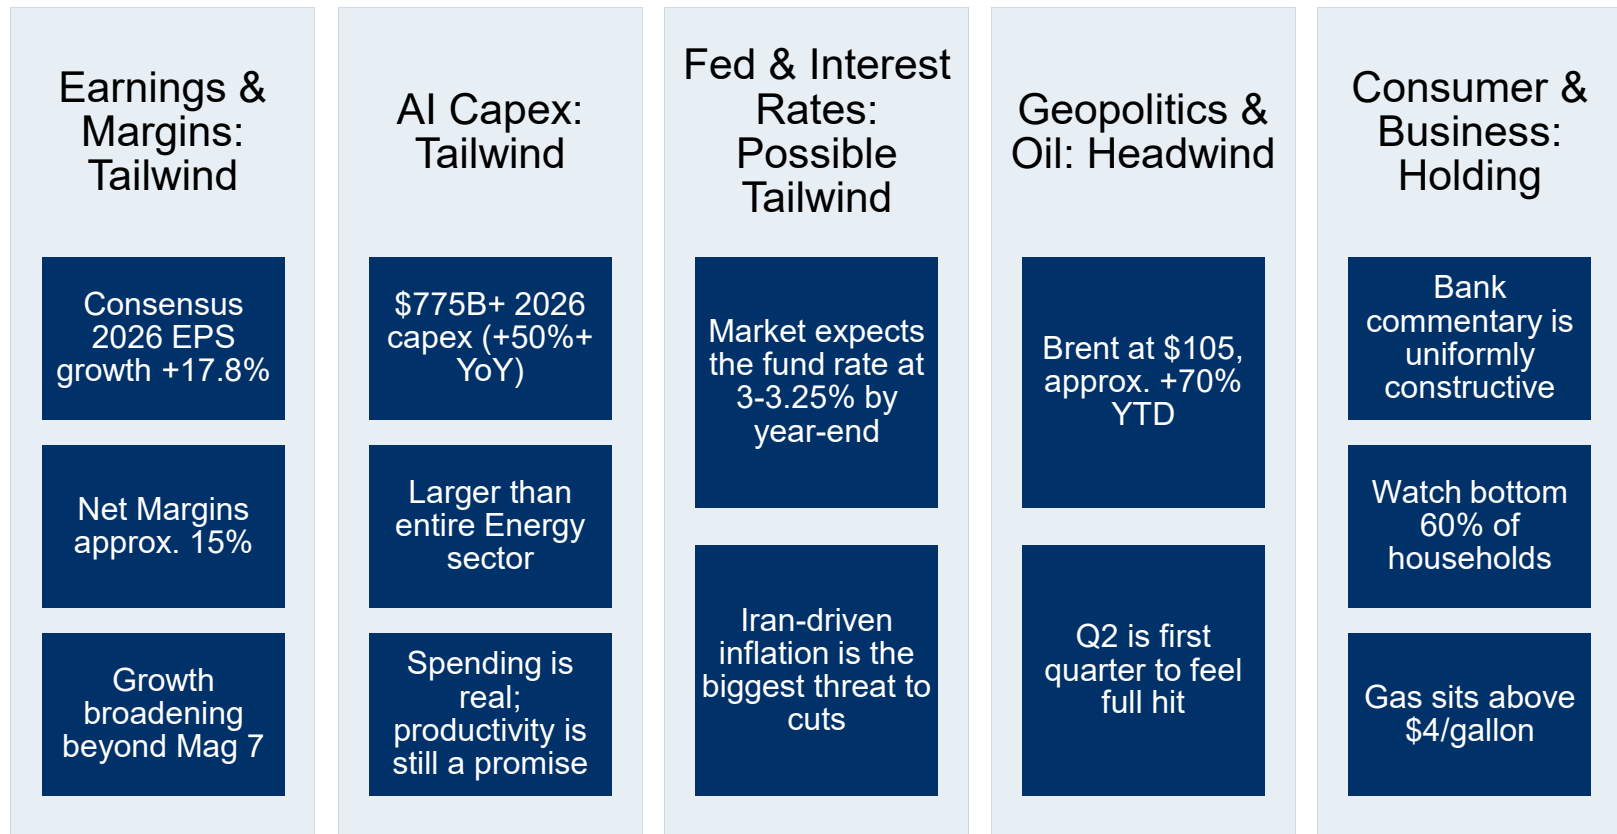 Earnings &
Margins:
Tailwind
Consensus
2026 EPS
growth +17.8%
Net Margins
approx. 15%
Growth
broadening
beyond Mag 7
AI Capex:
Tailwind
$775B+ 2026
capex (+50%+
YoY)
Larger than
entire Energy
sector
Spending is
real;
productivity is
still a promise
Fed & Interest
Rates:
Possible
Tailwind
Market expects
the fund rate at
3-3.25% by
year-end
Iran-driven
inflation is the
biggest threat to
cuts
Geopolitics &
Oil: Headwind
Brent at $105,
approx. +70%
YTD
Q2 is first
quarter to feel
full hit
Consumer &
Business:
Holding
Bank
commentary is
uniformly
constructive
Watch bottom
60% of
households
Gas sits above
$4/gallon